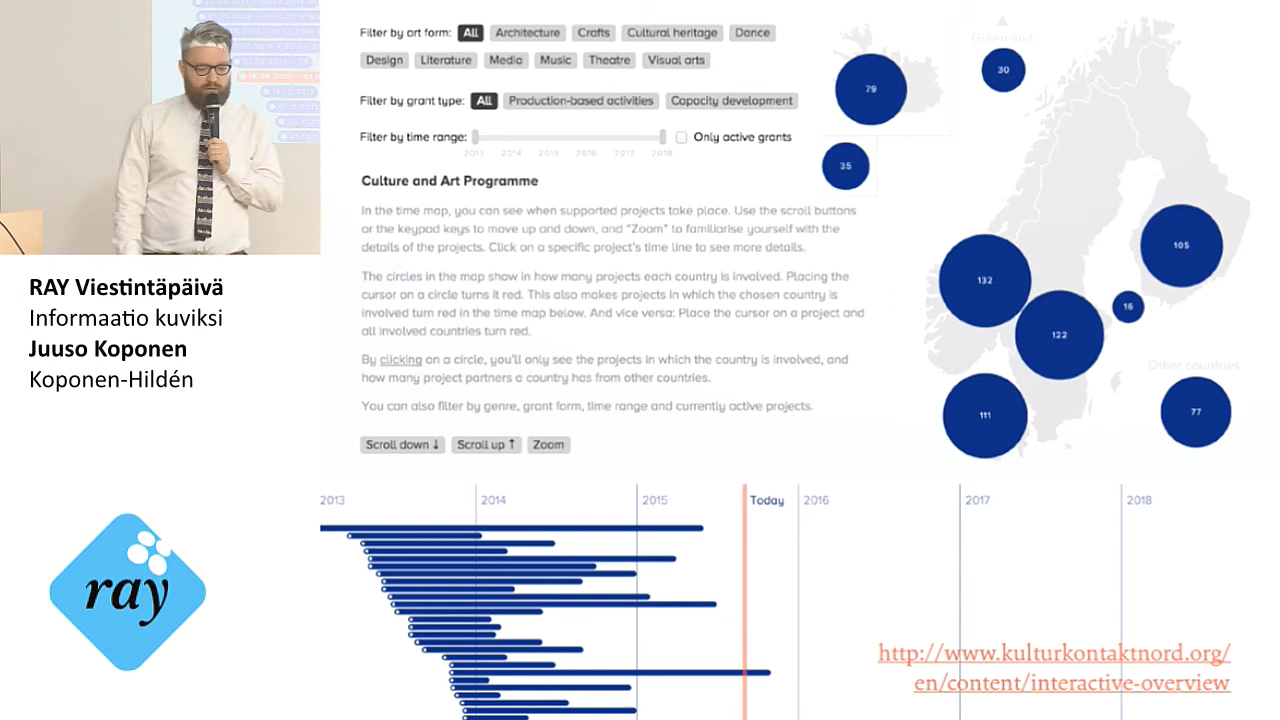 Filter by art form: All Architecture Crafts Cultural heritage Dance
Design Literature Media Music Theatre Visual arts
Filter by grant type: All Production-based activities Capacity development
Filter by time range: Only active grants
2013 2014 2015 2016 2017 2018
Culture and Art Programme
In the time map, you can see when supported projects take place. Use the scroll buttons
or the keypad keys to move up and down, and "Zoom" to familiarise yourself with the
details of the projects. Click on a specific project's time line to see more details.
The circles in the map show in how many projects each country is involved. Placing the
cursor on a circle turns it red. This also makes projects in which the chosen country is
involved turn red in the time map below. And vice versa: Place the cursor on a project and
all involved countries turn red.
By clicking on a circle, you'll only see the projects in which the country is involved, and
how many project partners a country has from other countries.
You can also filter by genre, grant form, time range and currently active projects.
Scroll down ↓ Scroll up ↑ Zoom
Greenland
79
30
35
105
132
16
122
Other countries
111
77
2013 2014 2015 Today 2016 2017 2018
http://www.kulturkontaktnord.org/
en/content/interactive-overview
RAY Viestintäpäivä
Informaatio kuviksi
Juuso Koponen
Koponen-Hildén
ray